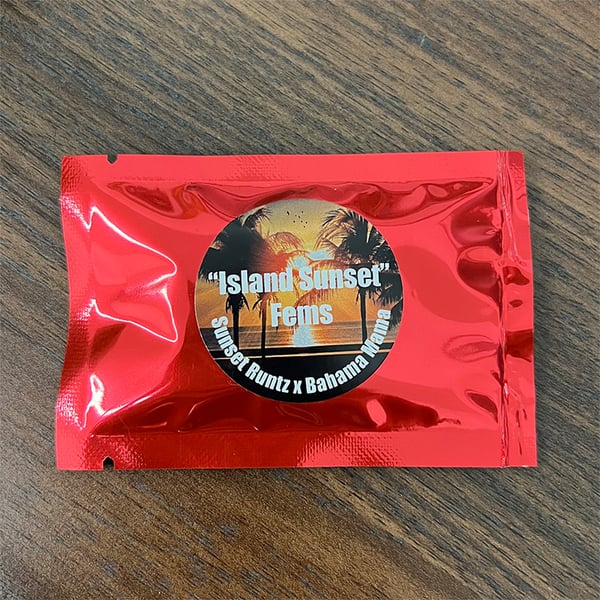 “Island Sunset”
Fems
Sunset Runtz x Bahama Mama